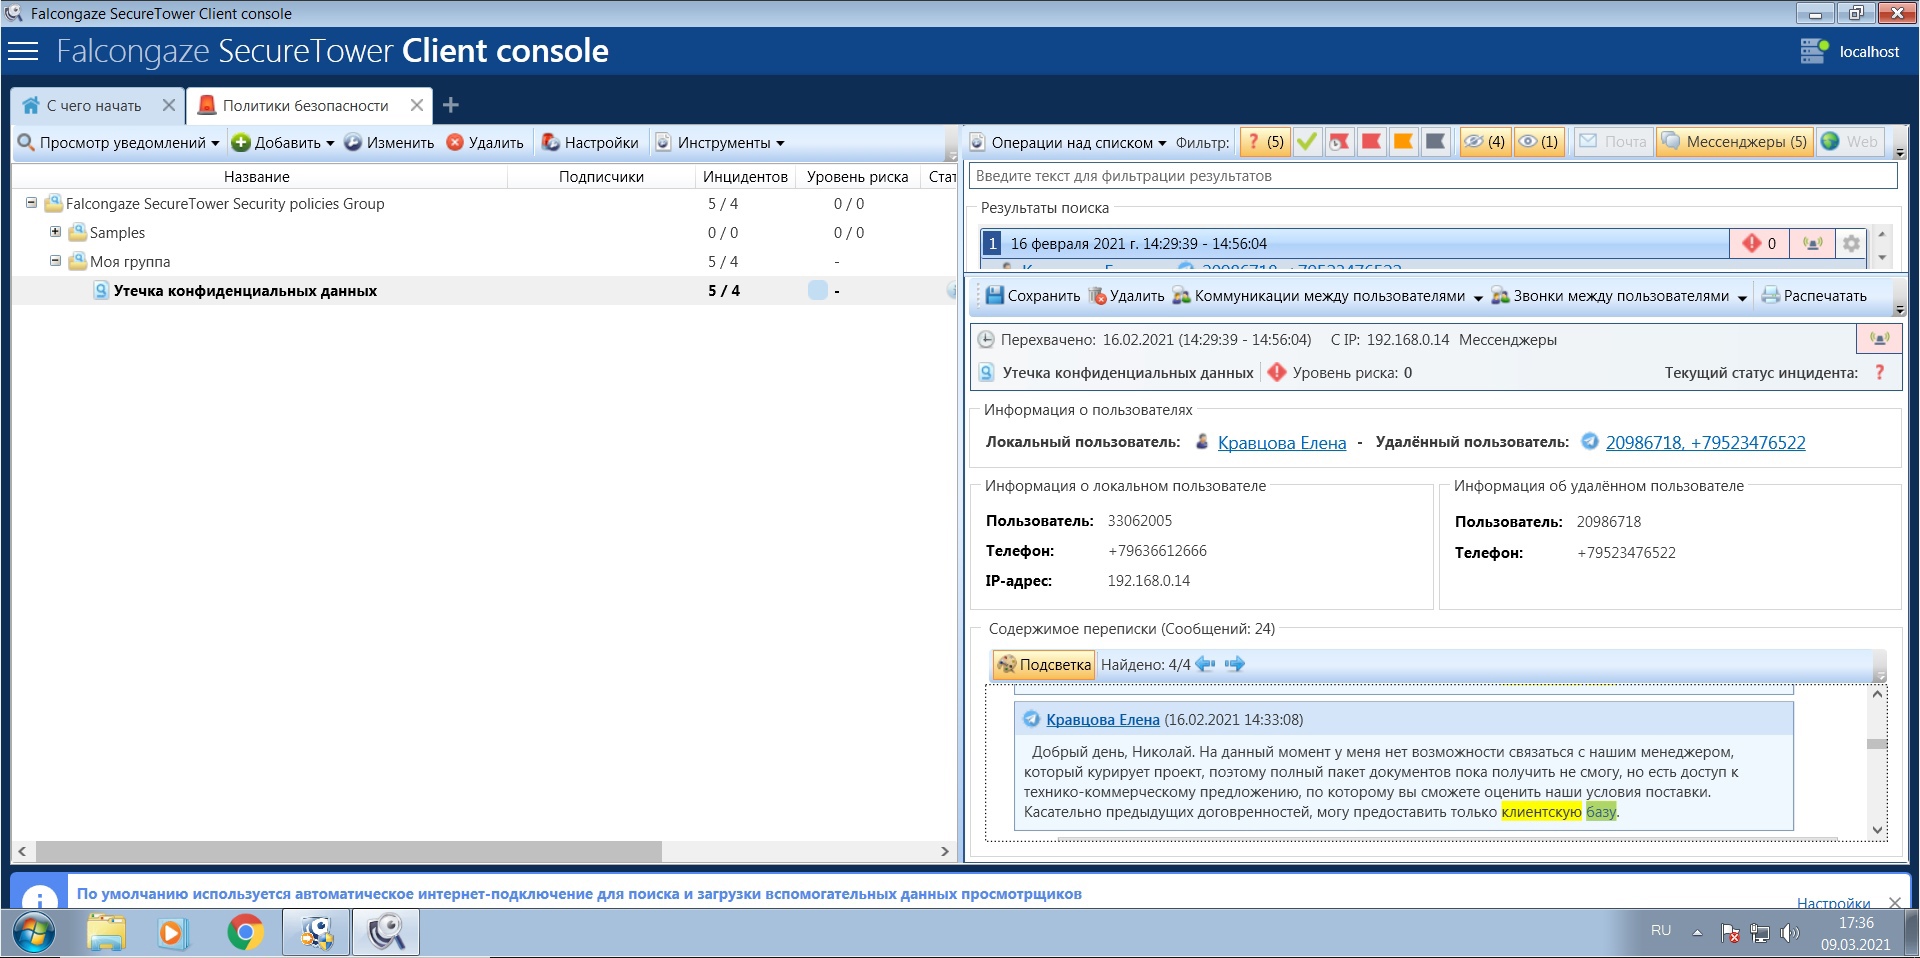 Falcongaze SecureTower Client console
Falcongaze SecureTower Client console
localhost
С чего начать
Политики безопасности
Просмотр уведомлений
Добавить
Изменить
Удалить
Настройки
Инструменты
Название
Подписчики
Инцидентов
Уровень риска
Стат
Falcongaze SecureTower Security policies Group 5 / 4 0 / 0
Samples 0 / 0 0 / 0
Моя группа 5 / 4 -
Утечка конфиденциальных данных 5 / 4 -
Операции над списком
Фильтр:
(5)
(4)
(1)
Почта
Мессенджеры (5)
Web
Введите текст для фильтрации результатов
Результаты поиска
1 16 февраля 2021 г. 14:29:39 - 14:56:04 0
20986718, +79523476522
Сохранить
Удалить
Коммуникации между пользователями
Звонки между пользователями
Распечатать
Перехвачено: 16.02.2021 (14:29:39 - 14:56:04) С IP: 192.168.0.14 Мессенджеры
Утечка конфиденциальных данных Уровень риска: 0 Текущий статус инцидента: ?
Информация о пользователях
Локальный пользователь: Кравцова Елена - Удалённый пользователь: 20986718, +79523476522
Информация о локальном пользователе
Пользователь: 33062005
Телефон: +79636612666
IP-адрес: 192.168.0.14
Информация об удалённом пользователе
Пользователь: 20986718
Телефон: +79523476522
Содержимое переписки (Сообщений: 24)
Подсветка Найдено: 4/4
Кравцова Елена (16.02.2021 14:33:08)
Добрый день, Николай. На данный момент у меня нет возможности связаться с нашим менеджером,
который курирует проект, поэтому полный пакет документов пока получить не смогу, но есть доступ к
технико-коммерческому предложению, по которому вы сможете оценить наши условия поставки.
Касательно предыдущих договренностей, могу предоставить только клиентскую базу.
По умолчанию используется автоматическое интернет-подключение для поиска и загрузки вспомогательных данных просмотрщиков
Настройки
RU
17:36
09.03.2021